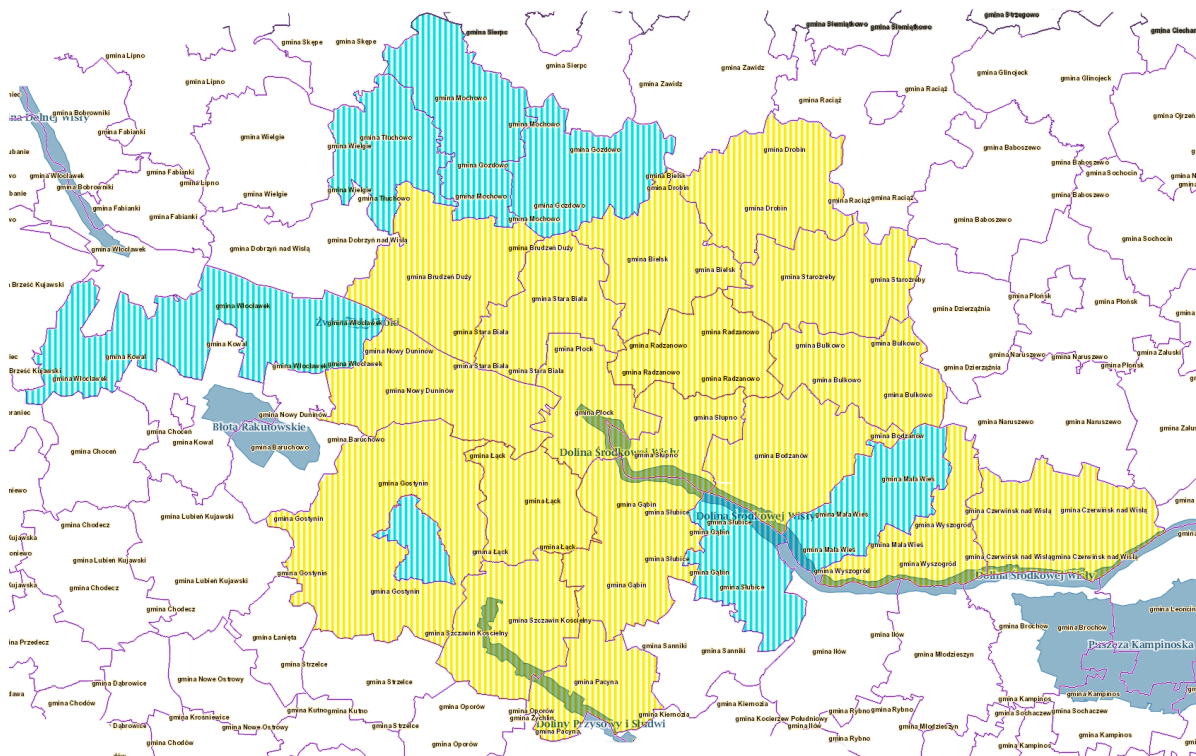 gmina Strzegowo
gmina Siemiątkowo
gmina Siemiątkowo
gmina Sierpc
gmina Ciechan
gmina Skępe
gmina Skępe
gmina Lipno
gmina Sierpc
gmina Zawidz
gmina Zawidz
gmina Glinojeck
gmina Glinojeck
gmina Lipno
gmina Raciąż
gmina Raciąż
gmina Bobrowniki
gmina Mochowo
gmina Mochowo
gmina Ojrzeń
na Dolnej Wisły
gmina Fabianki
gmina Wielgie
gmina Tłuchowo
gmina Wielgie
gmina Gozdowo
gmina Drobin
gmina Baboszewo
gmina Baboszewo
gmina Sochocin
gmina Fabianki
gmina Gozdowo
gmina Włocławek
gmina Bobrowniki
gmina Lipno
gmina Wielgie
gmina Wielgie
gmina Tłuchowo
gmina Mochowo
gmina Bielsk
gmina Drobin
gmina Baboszewo
gmina Raciąż
gmina Raciąż
gmina Fabianki
gmina Fabianki
gmina Gozdowo
gmina Mochowo
gmina Drobin
gmina Baboszewo
gmina Sochocin
gmina Dobrzyń nad Wisłą
gmina Dobrzyń nad Wisłą
gmina Włocławek
gmina Brudzeń Duży
gmina Brudzeń Duży
gmina Bielsk
gmina Bielsk
gmina Staroźreby
gmina Staroźreby
gmina Brześć Kujawski
gmina Stara Biała
gmina Płońsk
gmina Płońsk
gmina Włocławek
gmina Włocławek
gmina Dzierzążnia
gmina Stara Biała
gmina Radzanowo
gmina Radzanowo
gmina Bulkowo
gmina Bulkowo
gmina Kowal
gmina Kowal
gmina Nowy Duninów
gmina Płock
gmina Naruszewo
gmina Naruszewo
gmina Załuski
gmina Płońsk
gmina Dzierzążnia
gmina Brześć Kujawski
gmina Włocławek
gmina Włocławek
gmina Włocławek
gmina Stara Biała
gmina Stara Biała
gmina Radzanowo
gmina Radzanowo
gmina Nowy Duninów
gmina Bulkowo
gmina Nowy Duninów
gmina Płock
gmina Słupno
gmina Naruszewo
gmina Naruszewo
Błota Rakutowskie
gmina Choceń
gmina Kowal
gmina Baruchowo
gmina Baruchowo
gmina Bodzanów
gmina Choceń
Dolina Środkowej Wisły
gmina Łąck
gmina Słupno
gmina Bodzanów
gmina Gostynin
gmina Mała Wieś
gmina Łąck
gmina Gąbin
gmina Słubice
gmina Lubień Kujawski
gmina Gostynin
Dolina Środkowej Wisły
gmina Słubice
gmina Gąbin
gmina Mała Wieś
gmina Wyszogród
gmina Czerwińsk nad Wisłą
gmina Czerwińsk nad Wisłą
gmina Chodecz
gmina Łąck
gmina Łąck
gmina Mała Wieś
gmina Mała Wieś
gmina Lubień Kujawski
gmina Chodecz
gmina Słubice
gmina Gąbin
gmina Gąbin
gmina Słubice
gmina Wyszogród
gmina Wyszogród
gmina Czerwińsk nad Wisłą
gmina Czerwińsk nad Wisłą
Dolina Środkowej Wisły
gmina Lubień Kujawski
gmina Gostynin
gmina Gostynin
gmina Chodecz
gmina Leoncin
gmina Szczawin Kościelny
gmina Szczawin Kościelny
gmina Brochów
gmina Brochów
gmina Łanięta
gmina Iłów
gmina Iłów
gmina Sanniki
gmina Sanniki
gmina Młodzieszyn
Puszcza Kampinoska
gmina Przedecz
gmina Strzelce
gmina Strzelce
gmina Dąbrowice
gmina Nowe Ostrowy
gmina Pacyna
gmina Kampinos
gmina Kampinos
gmina Chodów
gmina Oporów
gmina Oporów
gmina Kiernozia
gmina Kiernozia
gmina Rybno
gmina Rybno
gmina Kutno
gmina Kutno
gmina Krośniewice
gmina Żychlin
gmina Kocierzew Południowy
gmina Iłów
gmina Sochaczew
gmina Sochaczew
gmina Dąbrowice
gmina Nowe Ostrowy
gmina Strzelce
Doliny Przysowy i Słudwi
gmina Pacyna
gmina Młodzieszyn
gmina Rybno
gmina Chodów
gmina Oporów
gmina Kampinos
gmina Kampinos